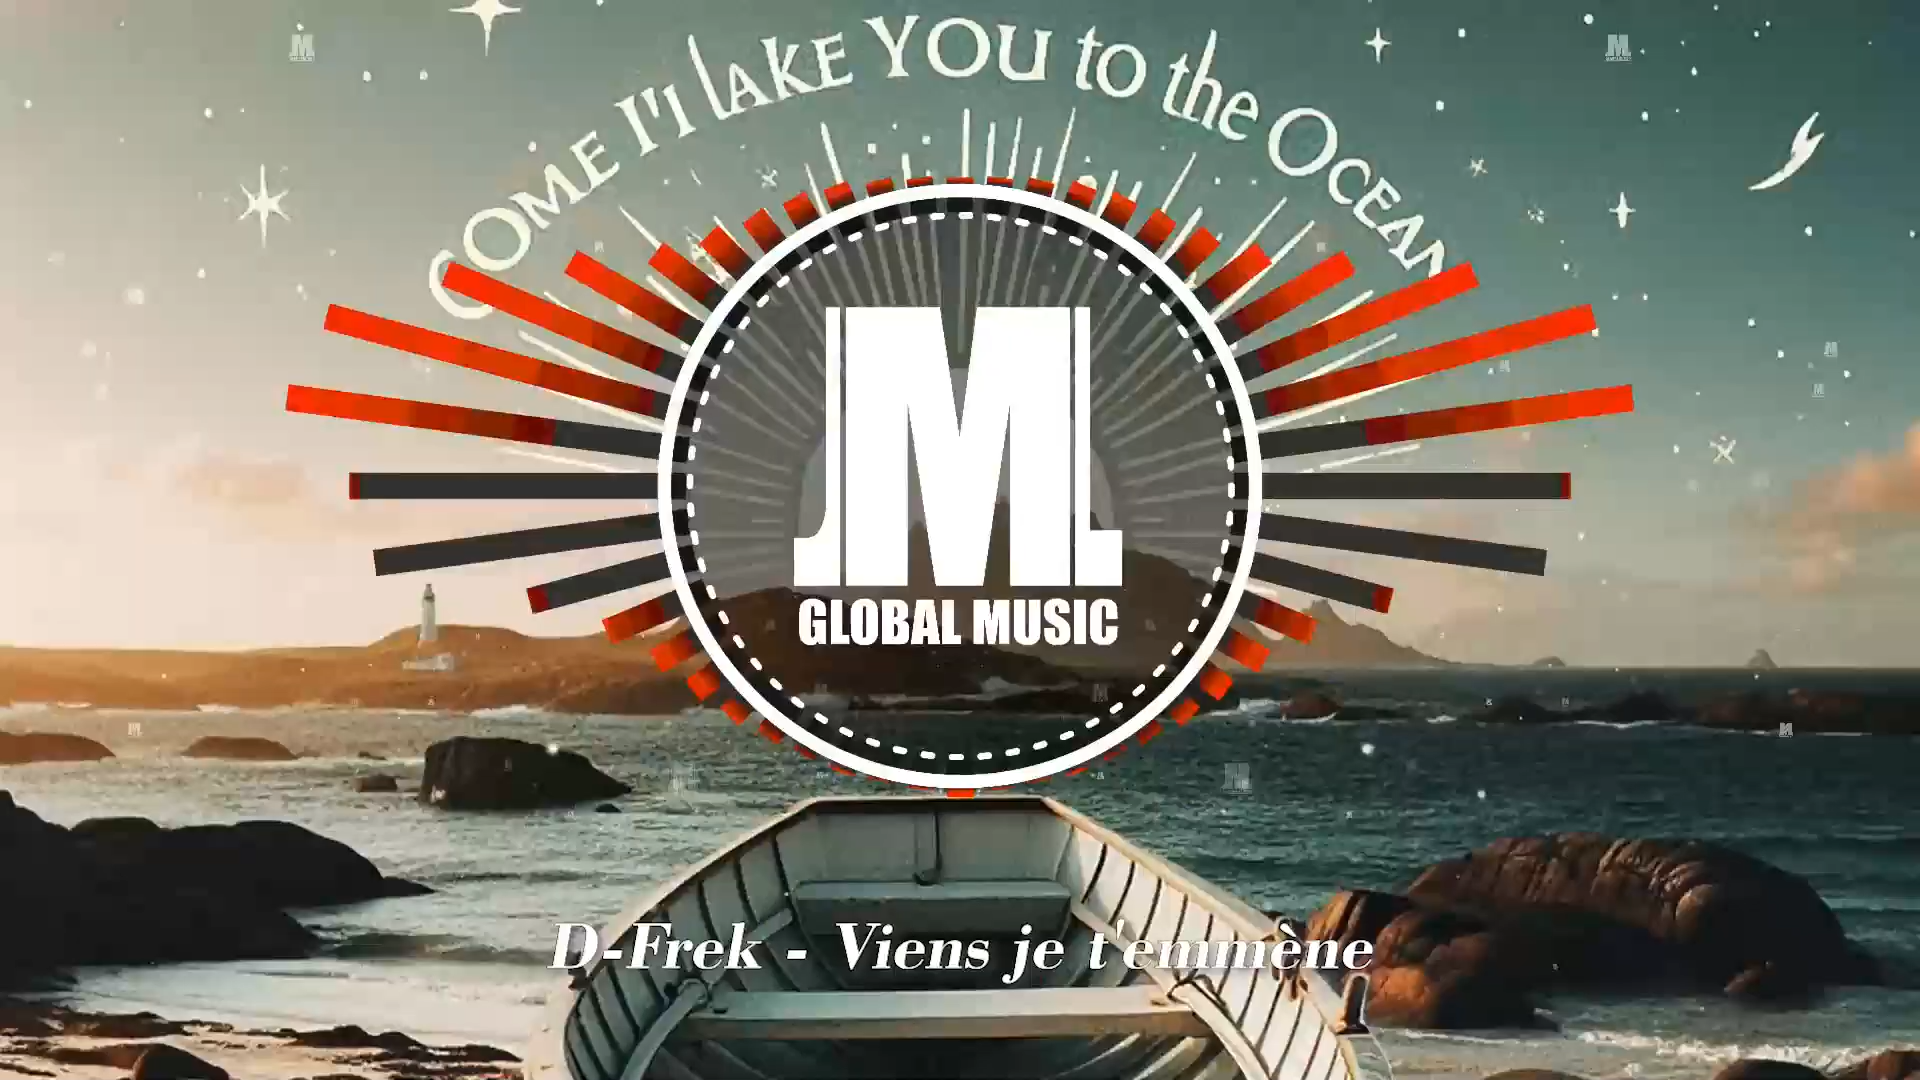 COME I'l lAKE YOU to the OCEAN
JML
GLOBAL MUSIC
D-Frek - Viens je t'emmène